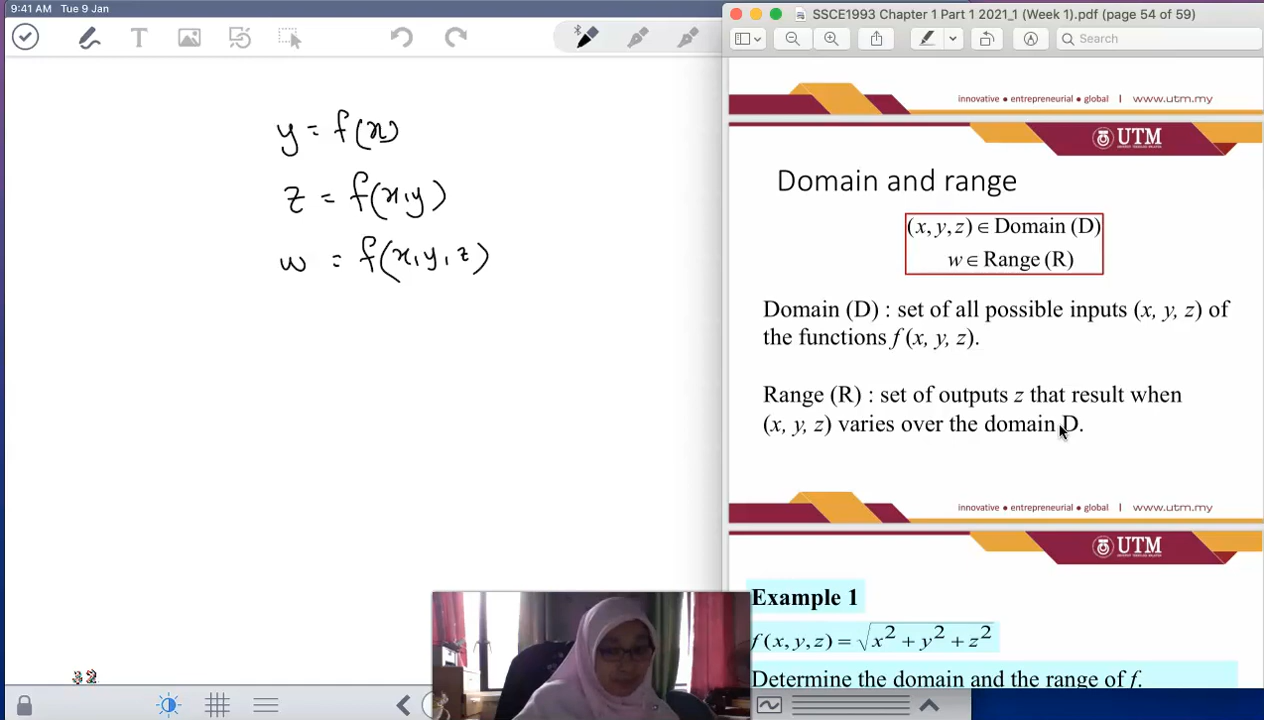 9:41 AM Tue 9 Jan
SSCE1993 Chapter 1 Part 1 2021_1 (Week 1).pdf (page 54 of 59)
T
Search
y = f(x)
z = f(x,y)
w = f(x,y,z)
innovative ● entrepreneurial ● global | www.utm.my
UTM
Domain and range
(x, y, z) ∈ Domain (D)
w ∈ Range (R)
Domain (D) : set of all possible inputs (x, y, z) of
the functions f (x, y, z).
Range (R) : set of outputs z that result when
(x, y, z) varies over the domain D.
innovative ● entrepreneurial ● global | www.utm.my
UTM
Example 1
f (x, y, z) = √x² + y² + z²
Determine the domain and the range of f.
32